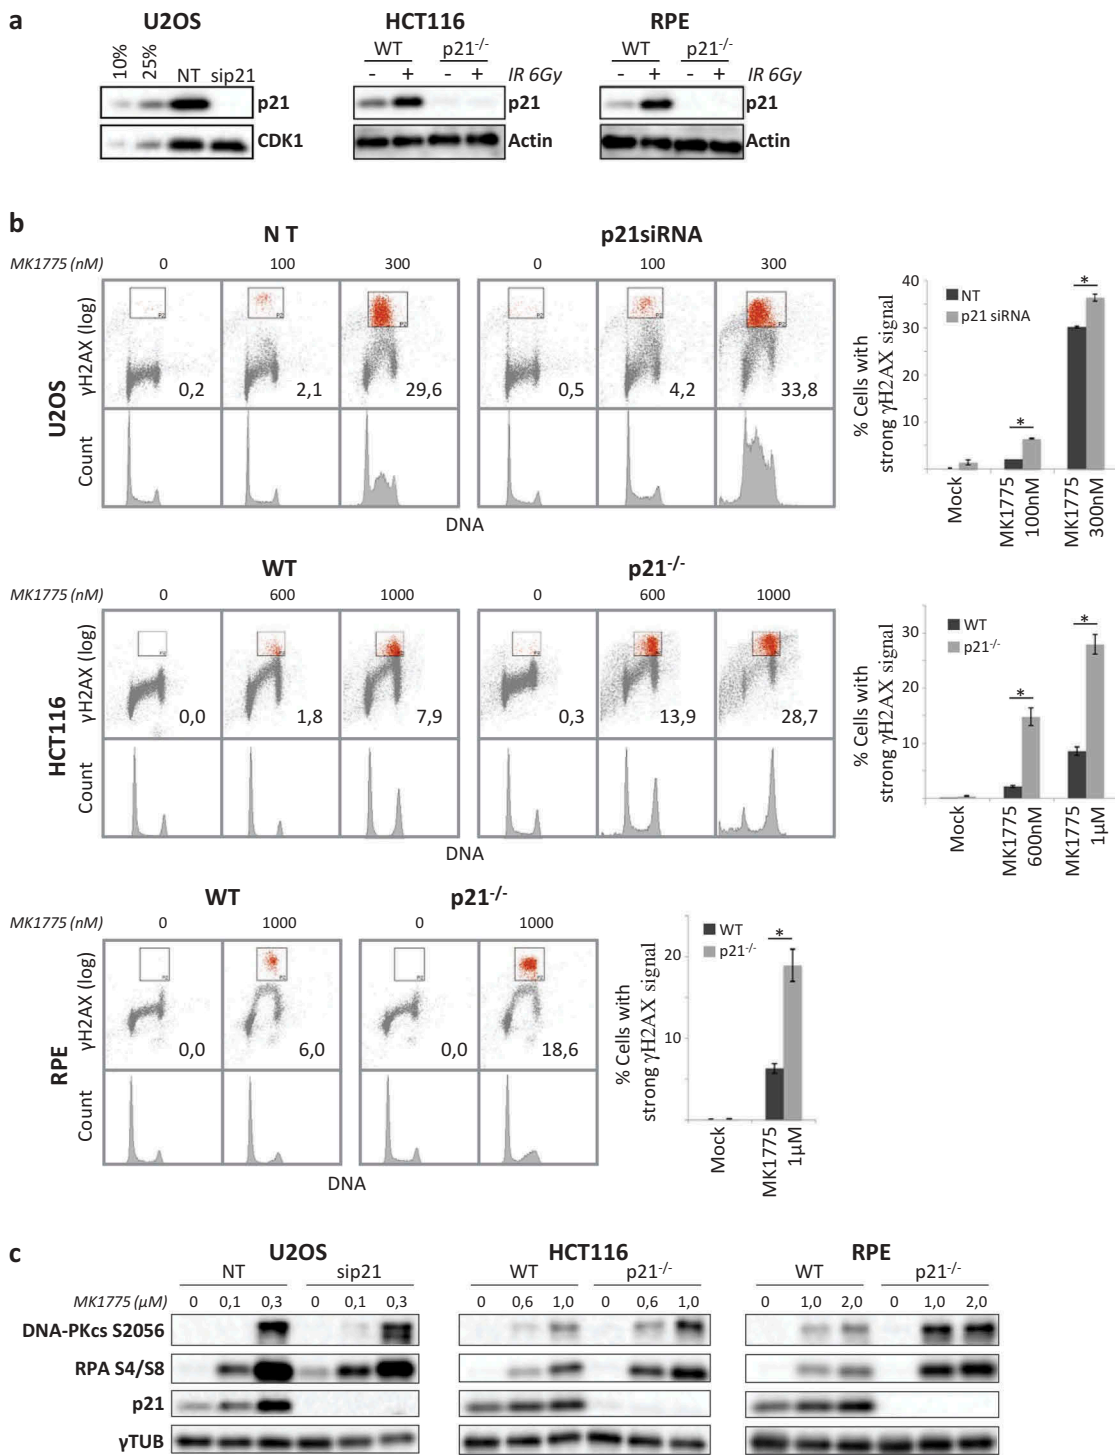 a
U2OS
HCT116
RPE
10% 25% NT sip21
WT p21-/-
WT p21-/-
- + - + IR 6Gy
- + - + IR 6Gy
p21
p21
p21
CDK1
Actin
Actin
b
N T
p21siRNA
MK1775 (nM) 0 100 300
0 100 300
U2OS
γH2AX (log)
0,2 2,1 29,6
0,5 4,2 33,8
Count
DNA
% Cells with
strong γH2AX signal
40
30
20
10
NT
p21 siRNA
*
*
Mock
MK1775
100nM
MK1775
300nM
WT
p21-/-
MK1775 (nM) 0 600 1000
0 600 1000
HCT116
γH2AX (log)
0,0 1,8 7,9
0,3 13,9 28,7
Count
DNA
% Cells with
strong γH2AX signal
30
20
10
WT
p21-/-
*
*
Mock
MK1775
600nM
MK1775
1μM
WT
p21-/-
MK1775 (nM) 0 1000
0 1000
RPE
γH2AX (log)
0,0 6,0
0,0 18,6
Count
DNA
% Cells with
strong γH2AX signal
20
10
WT
p21-/-
*
Mock
MK1775
1μM
c
U2OS
HCT116
RPE
NT sip21
WT p21-/-
WT p21-/-
MK1775 (μM) 0 0,1 0,3 0 0,1 0,3
0 0,6 1,0 0 0,6 1,0
0 1,0 2,0 0 1,0 2,0
DNA-PKcs S2056
RPA S4/S8
p21
γTUB